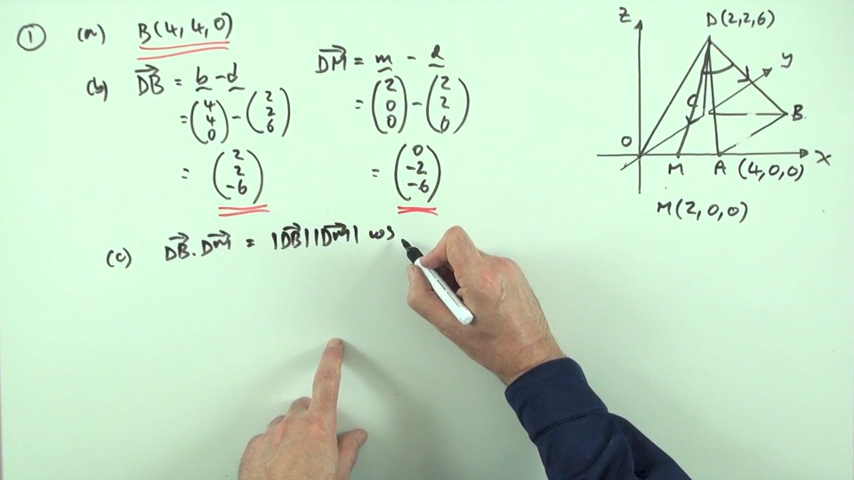 ① (a) B(4,4,0)
(b) →DB = b - d
= (4 4 0) - (2 2 6)
= (2 2 -6)
→DM = m - d
= (2 0 0) - (2 2 6)
= (0 -2 -6)
(c) →DB . →DM = |→DB| |→DM| cos
Z
D(2,2,6)
y
C
B
O
M A (4,0,0) X
M(2,0,0)